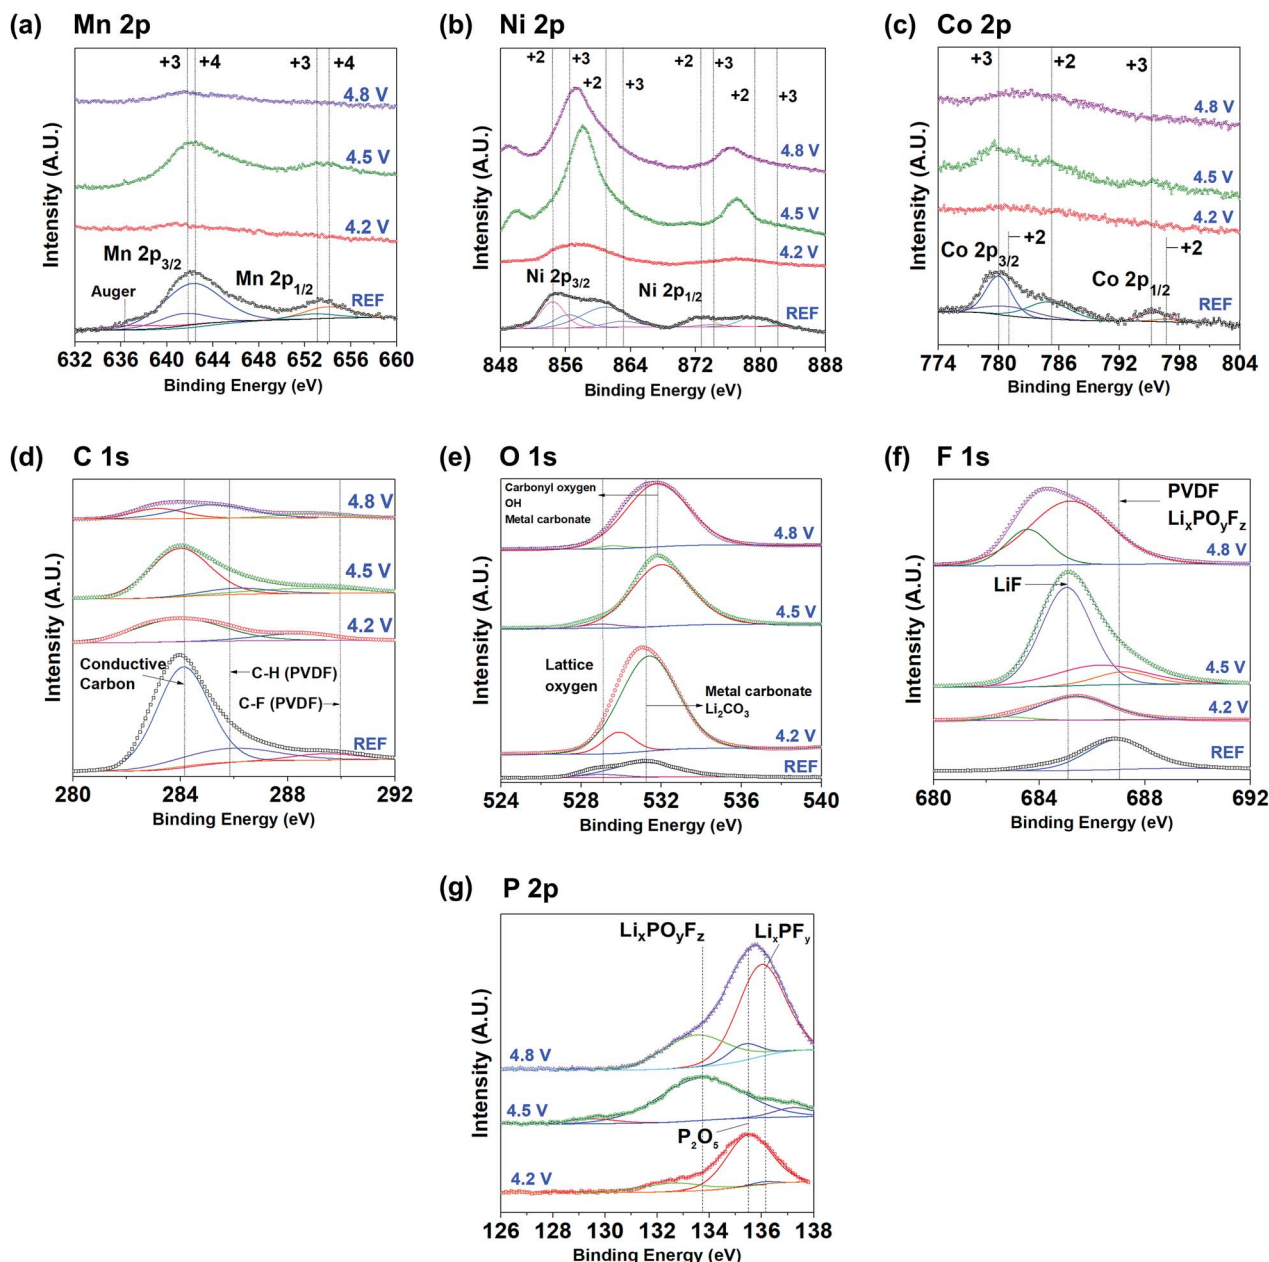 (a) Mn 2p
+3 +4 +3 +4
4.8 V
4.5 V
4.2 V
Mn 2p3/2
Mn 2p1/2
Auger
REF
Intensity (A.U.)
632 636 640 644 648 652 656 660
Binding Energy (eV)
(b) Ni 2p
+2 +3 +2 +3
+2 +3 +2 +3
4.8 V
4.5 V
4.2 V
Ni 2p3/2 Ni 2p1/2
REF
Intensity (A.U.)
848 856 864 872 880 888
Binding Energy (eV)
(c) Co 2p
+3 +2 +3
4.8 V
4.5 V
4.2 V
+2
+2
Co 2p3/2
Co 2p1/2
REF
Intensity (A.U.)
774 780 786 792 798 804
Binding Energy (eV)
(d) C 1s
4.8 V
4.5 V
4.2 V
Conductive
Carbon
C-H (PVDF)
C-F (PVDF)
REF
Intensity (A.U.)
280 284 288 292
Binding Energy (eV)
(e) O 1s
Carbonyl oxygen
OH
Metal carbonate
4.8 V
4.5 V
Lattice
oxygen
Metal carbonate
Li2CO3
4.2 V
REF
Intensity (A.U.)
524 528 532 536 540
Binding Energy (eV)
(f) F 1s
PVDF
LixPOyFz
4.8 V
LiF
4.5 V
4.2 V
REF
Intensity (A.U.)
680 684 688 692
Binding Energy (eV)
(g) P 2p
LixPOyFz
LixPFy
4.8 V
4.5 V
P2O5
4.2 V
Intensity (A.U.)
126 128 130 132 134 136 138
Binding Energy (eV)